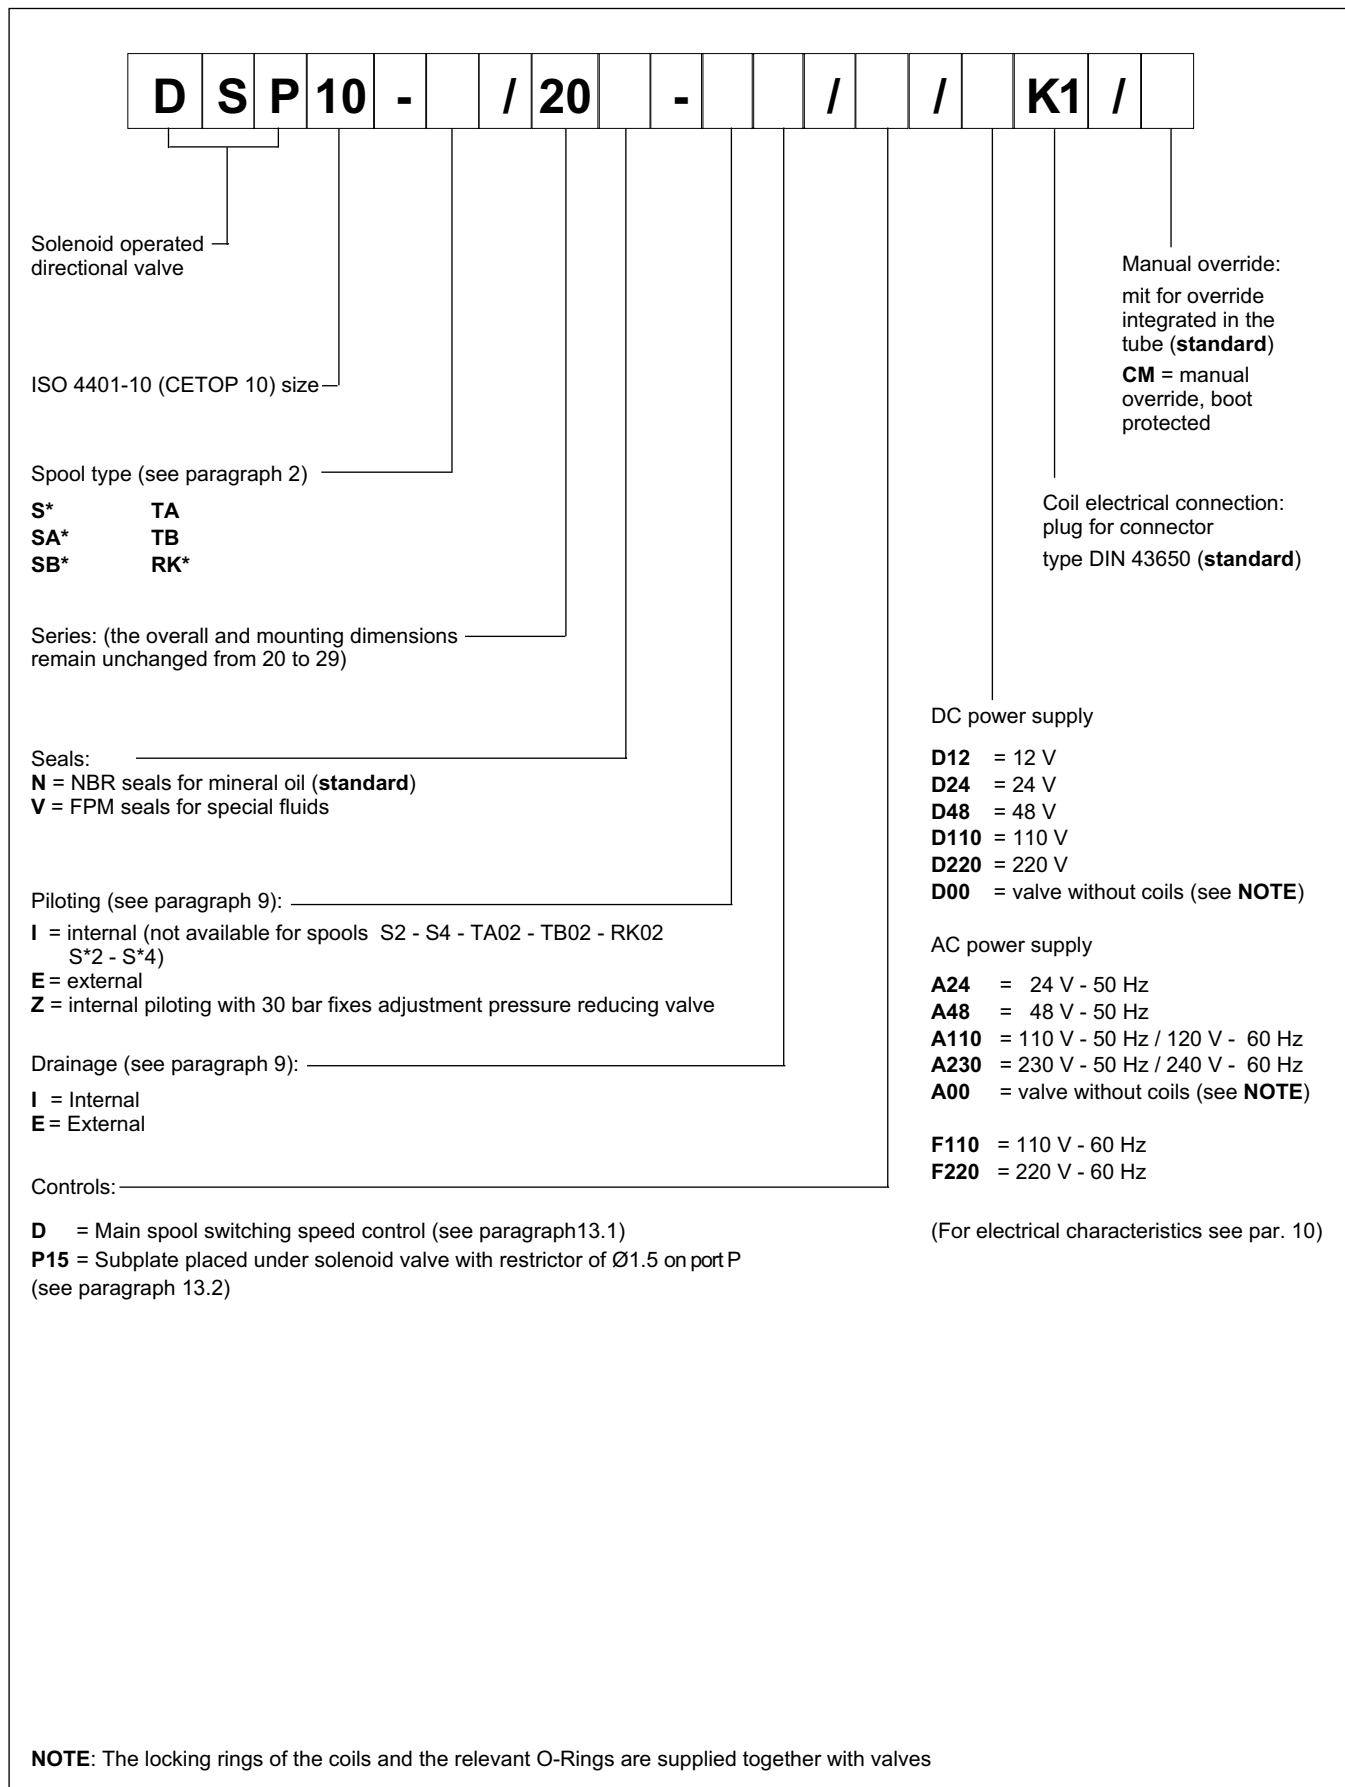 D S P 10 - / 20 - / / K1 /
Solenoid operated
directional valve
ISO 4401-10 (CETOP 10) size
Spool type (see paragraph 2)
S* TA
SA* TB
SB* RK*
Series: (the overall and mounting dimensions
remain unchanged from 20 to 29)
Seals:
N = NBR seals for mineral oil (standard)
V = FPM seals for special fluids
Piloting (see paragraph 9):
I = internal (not available for spools S2 - S4 - TA02 - TB02 - RK02
S*2 - S*4)
E = external
Z = internal piloting with 30 bar fixes adjustment pressure reducing valve
Drainage (see paragraph 9):
I = Internal
E = External
Controls:
D = Main spool switching speed control (see paragraph13.1)
P15 = Subplate placed under solenoid valve with restrictor of Ø1.5 on port P
(see paragraph 13.2)
Manual override:
mit for override
integrated in the
tube (standard)
CM = manual
override, boot
protected
Coil electrical connection:
plug for connector
type DIN 43650 (standard)
DC power supply
D12 = 12 V
D24 = 24 V
D48 = 48 V
D110 = 110 V
D220 = 220 V
D00 = valve without coils (see NOTE)
AC power supply
A24 = 24 V - 50 Hz
A48 = 48 V - 50 Hz
A110 = 110 V - 50 Hz / 120 V - 60 Hz
A230 = 230 V - 50 Hz / 240 V - 60 Hz
A00 = valve without coils (see NOTE)
F110 = 110 V - 60 Hz
F220 = 220 V - 60 Hz
(For electrical characteristics see par. 10)
NOTE: The locking rings of the coils and the relevant O-Rings are supplied together with valves